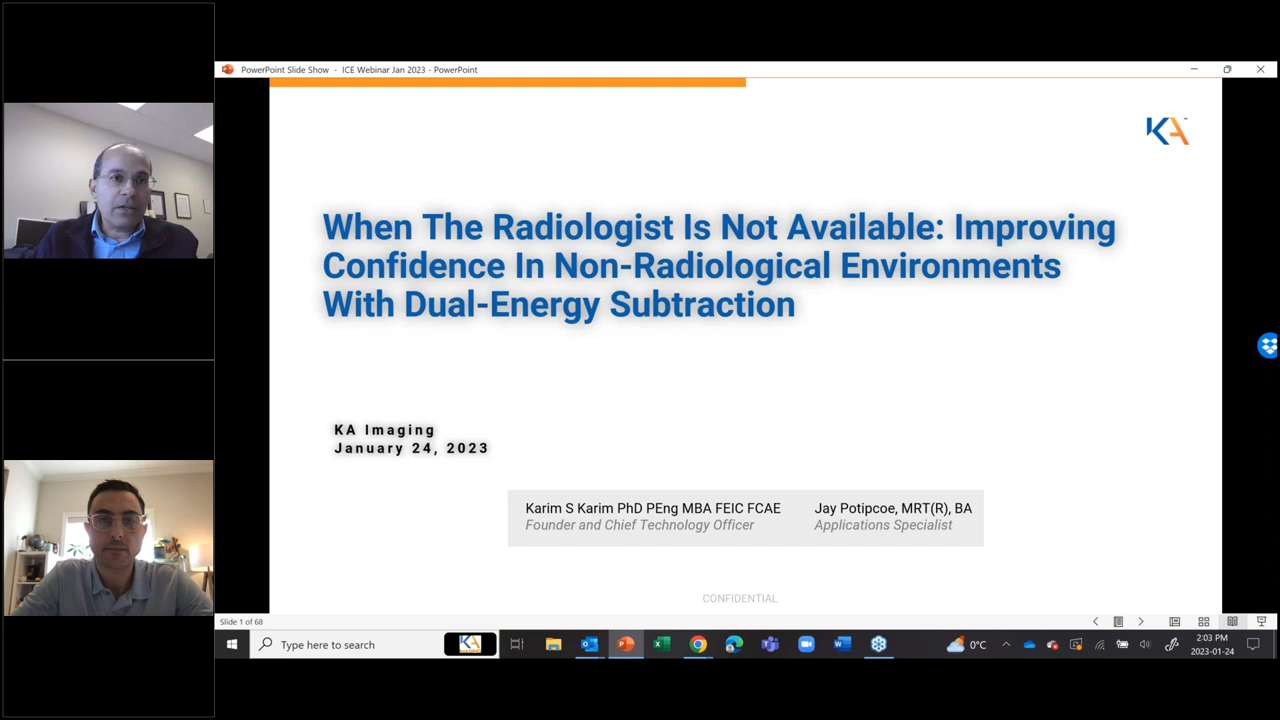 PowerPoint Slide Show - ICE Webinar Jan 2023 - PowerPoint
KA
When The Radiologist Is Not Available: Improving
Confidence In Non-Radiological Environments
With Dual-Energy Subtraction
KA Imaging
January 24, 2023
Karim S Karim PhD PEng MBA FEIC FCAE
Founder and Chief Technology Officer
Jay Potipcoe, MRT(R), BA
Applications Specialist
CONFIDENTIAL
Slide 1 of 68
Type here to search
KA
0°C
2:03 PM
2023-01-24